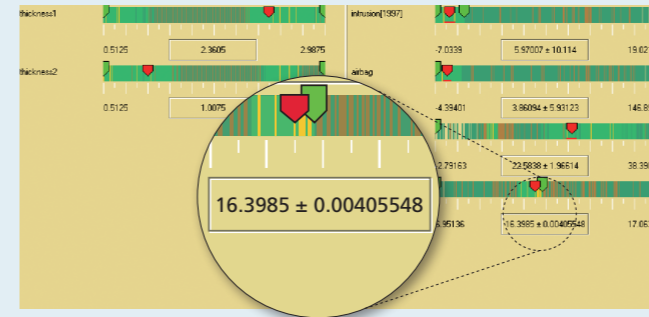 thickness1
0.5125 2.3605 2.9875
thickness2
0.5125 1.0075
intrusion[1997]
-7.0339 5.97007 ± 10.114 19.02
airbag
-4.39401 3.86094 ± 5.93123 146.8
2.79163 22.5838 ± 1.96614 38.39
16.3985 ± 0.00405548
5.95136 16.3985 ± 0.00405548 17.06